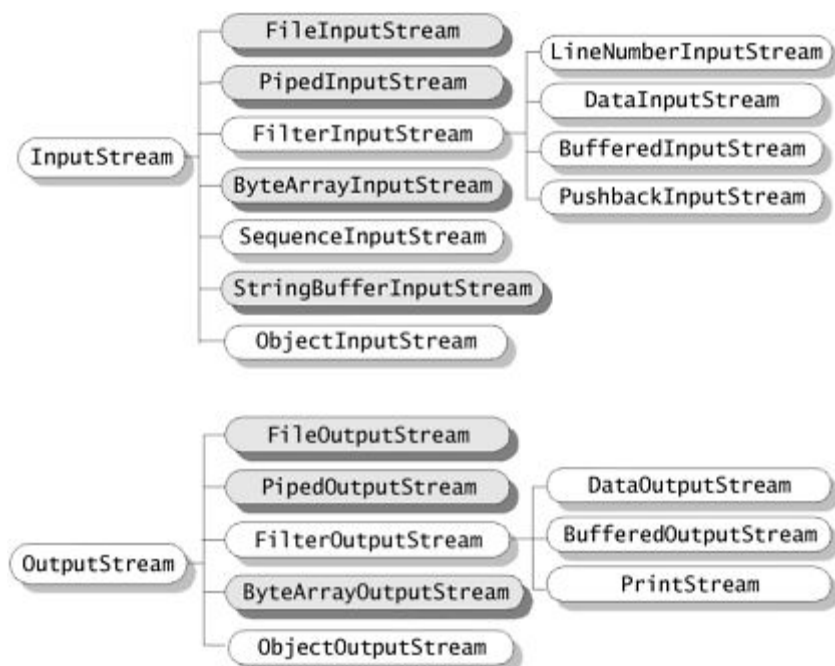 FileInputStream
PipedInputStream
FilterInputStream
InputStream
ByteArrayInputStream
SequenceInputStream
StringBufferInputStream
ObjectInputStream
LineNumberInputStream
DataInputStream
BufferedInputStream
PushbackInputStream
FileOutputStream
PipedOutputStream
FilterOutputStream
OutputStream
ByteArrayOutputStream
ObjectOutputStream
DataOutputStream
BufferedOutputStream
PrintStream